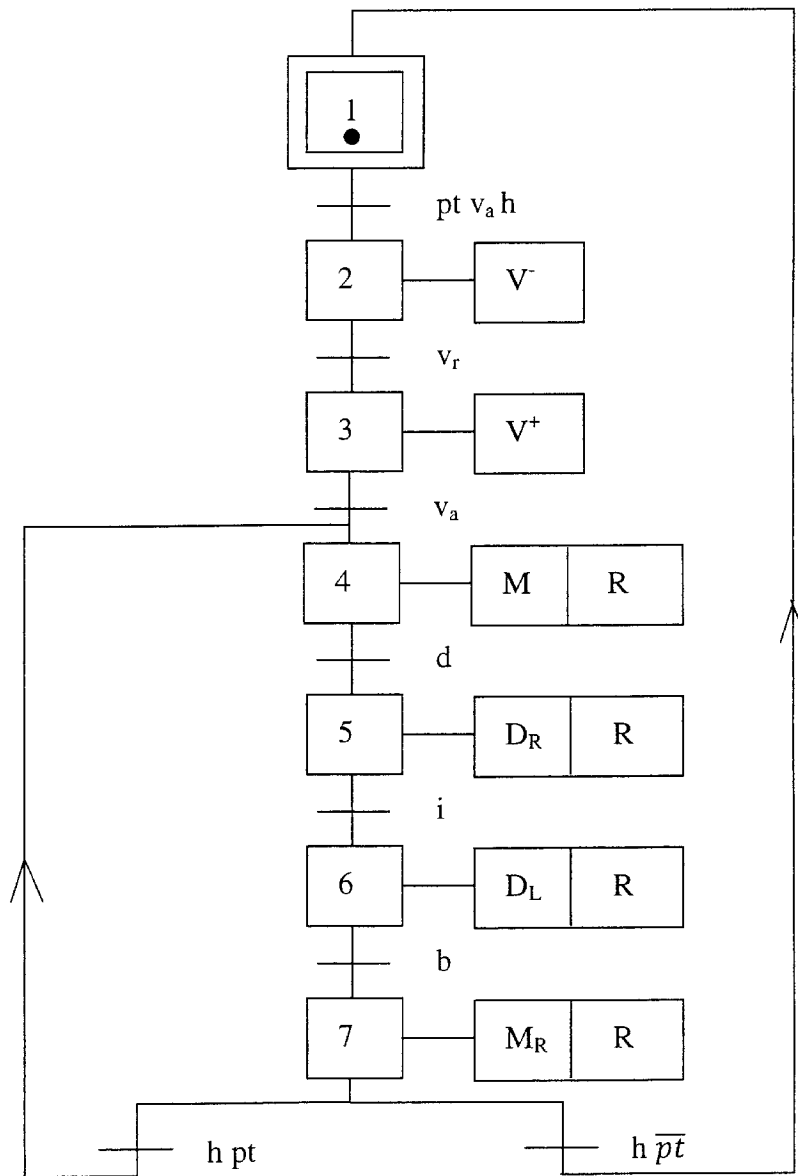 1
pt vₐ h
2 V⁻
vᵣ
3 V⁺
vₐ
4 M R
d
5 D_R R
i
6 D_L R
b
7 M_R R
h pt h p̅t̅